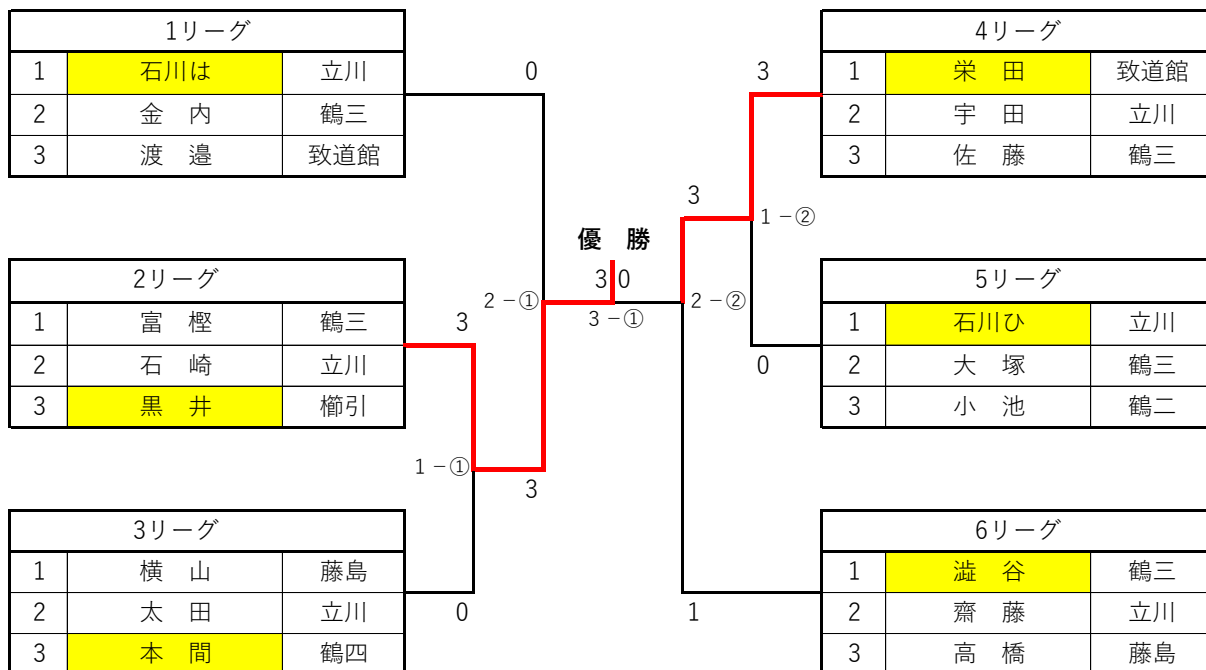 1リーグ
1 石川は 立川
2 金 内 鶴三
3 渡 邉 致道館
0
2リーグ
1 富 樫 鶴三
2 石 崎 立川
3 黒 井 櫛引
3
1－①
3
3リーグ
1 横 山 藤島
2 太 田 立川
3 本 間 鶴四
0
2－①
優 勝
3 0
3－①
4リーグ
1 栄 田 致道館
2 宇 田 立川
3 佐 藤 鶴三
3
3
1－②
2－②
5リーグ
1 石川ひ 立川
2 大 塚 鶴三
3 小 池 鶴二
0
6リーグ
1 澁 谷 鶴三
2 齋 藤 立川
3 高 橋 藤島
1